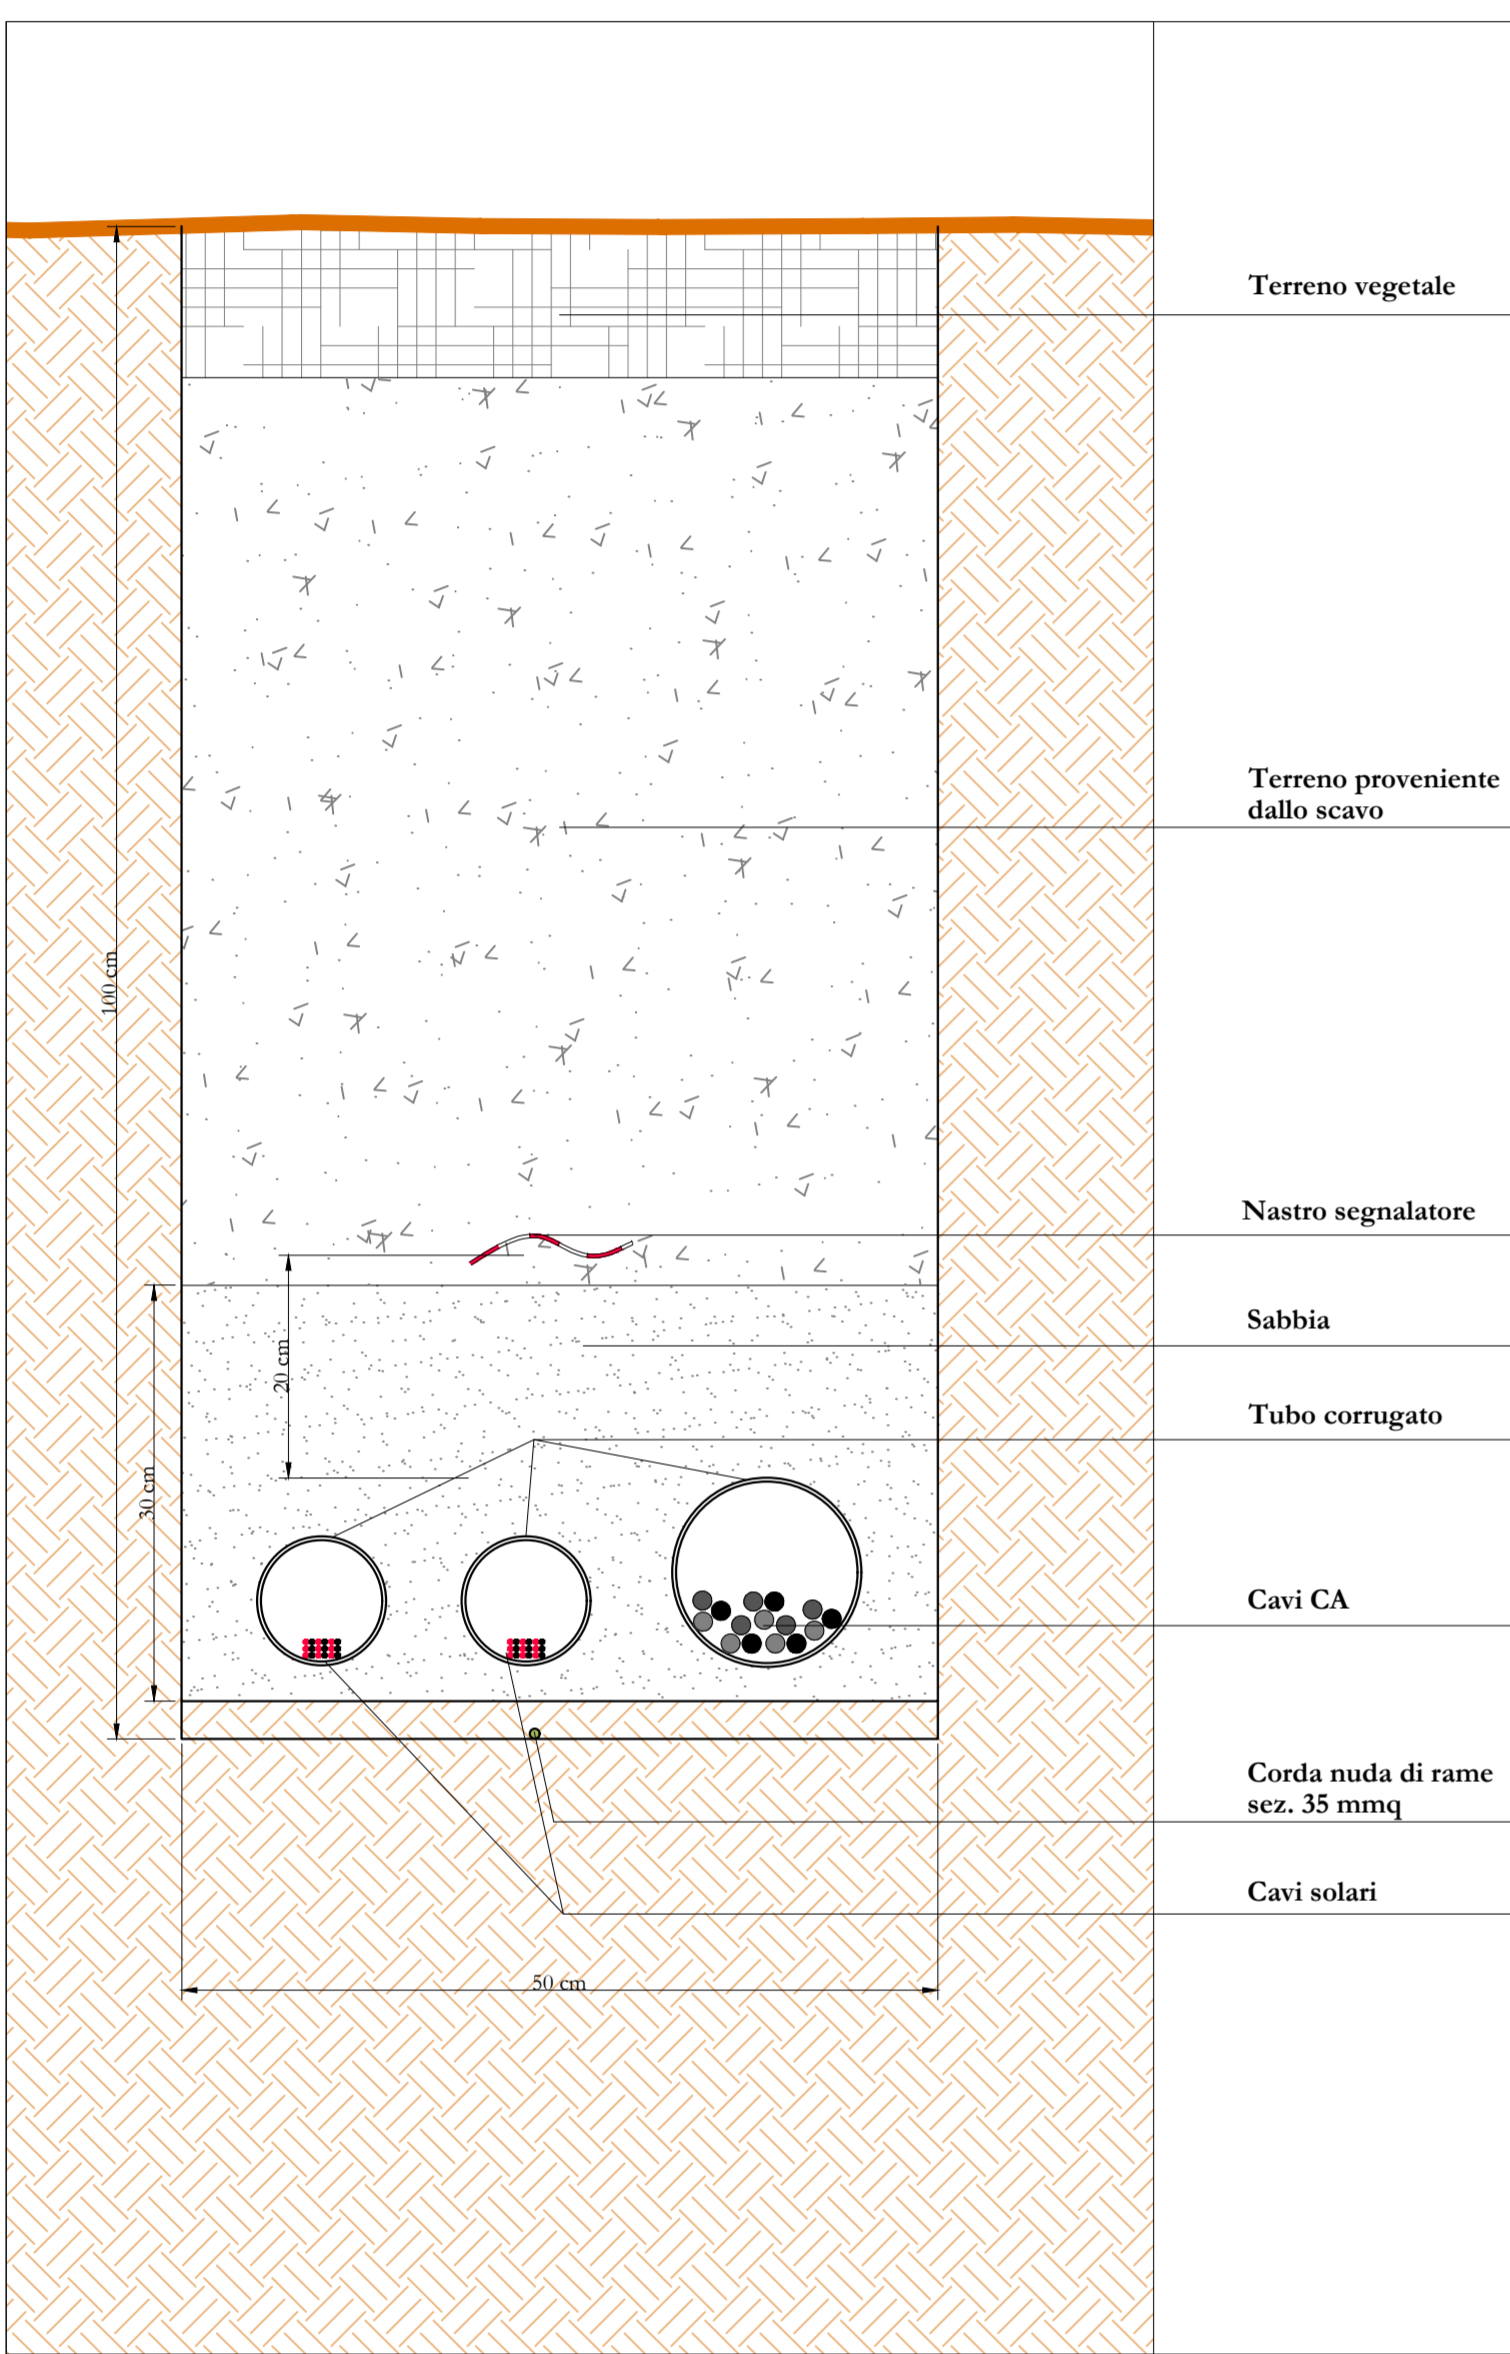 Terreno vegetale
Terreno proveniente
dallo scavo
100 cm
Nastro segnalatore
Sabbia
20 cm
Tubo corrugato
30 cm
Cavi CA
Corda nuda di rame
sez. 35 mmq
Cavi solari
50 cm